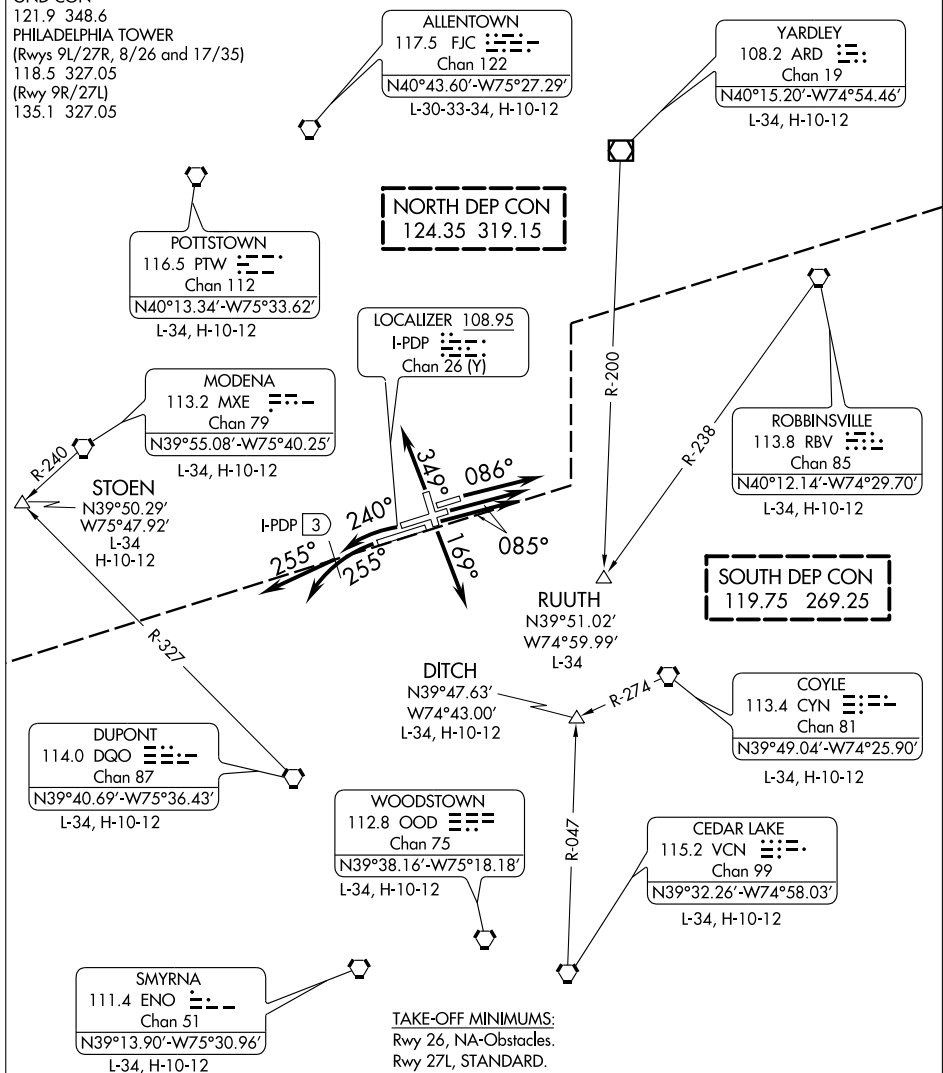 121.9 348.6
PHILADELPHIA TOWER
(Rwys 9L/27R, 8/26 and 17/35)
118.5 327.05
(Rwy 9R/27L)
135.1 327.05
ALLENTOWN
117.5 FJC
Chan 122
N40°43.60'-W75°27.29'
L-30-33-34, H-10-12
YARDLEY
108.2 ARD
Chan 19
N40°15.20'-W74°54.46'
L-34, H-10-12
NORTH DEP CON
124.35 319.15
POTTSTOWN
116.5 PTW
Chan 112
N40°13.34'-W75°33.62'
L-34, H-10-12
LOCALIZER 108.95
I-PDP
Chan 26 (Y)
R-200
MODENA
113.2 MXE
Chan 79
N39°55.08'-W75°40.25'
L-34, H-10-12
R-240
STOEN
N39°50.29'
W75°47.92'
L-34
H-10-12
R-238
ROBBINSVILLE
113.8 RBV
Chan 85
N40°12.14'-W74°29.70'
L-34, H-10-12
349°
086°
I-PDP 3
240°
255°
255°
169°
085°
RUUTH
N39°51.02'
W74°59.99'
L-34
SOUTH DEP CON
119.75 269.25
R-327
DITCH
N39°47.63'
W74°43.00'
L-34, H-10-12
R-274
COYLE
113.4 CYN
Chan 81
N39°49.04'-W74°25.90'
L-34, H-10-12
DUPONT
114.0 DQO
Chan 87
N39°40.69'-W75°36.43'
L-34, H-10-12
WOODSTOWN
112.8 OOD
Chan 75
N39°38.16'-W75°18.18'
L-34, H-10-12
R-047
CEDAR LAKE
115.2 VCN
Chan 99
N39°32.26'-W74°58.03'
L-34, H-10-12
SMYRNA
111.4 ENO
Chan 51
N39°13.90'-W75°30.96'
L-34, H-10-12
TAKE-OFF MINIMUMS:
Rwy 26, NA-Obstacles.
Rwy 27L, STANDARD.